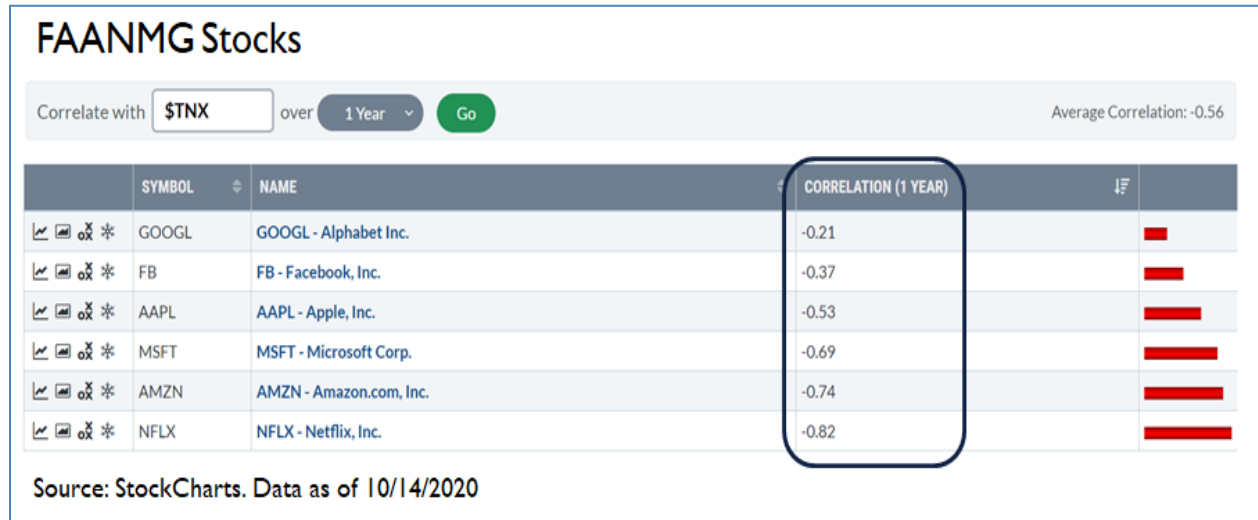 FAANMG Stocks
Correlate with $TNX over 1 Year Go Average Correlation: -0.56
SYMBOL NAME CORRELATION (1 YEAR)
GOOGL GOOGL - Alphabet Inc. -0.21
FB FB - Facebook, Inc. -0.37
AAPL AAPL - Apple, Inc. -0.53
MSFT MSFT - Microsoft Corp. -0.69
AMZN AMZN - Amazon.com, Inc. -0.74
NFLX NFLX - Netflix, Inc. -0.82
Source: StockCharts. Data as of 10/14/2020